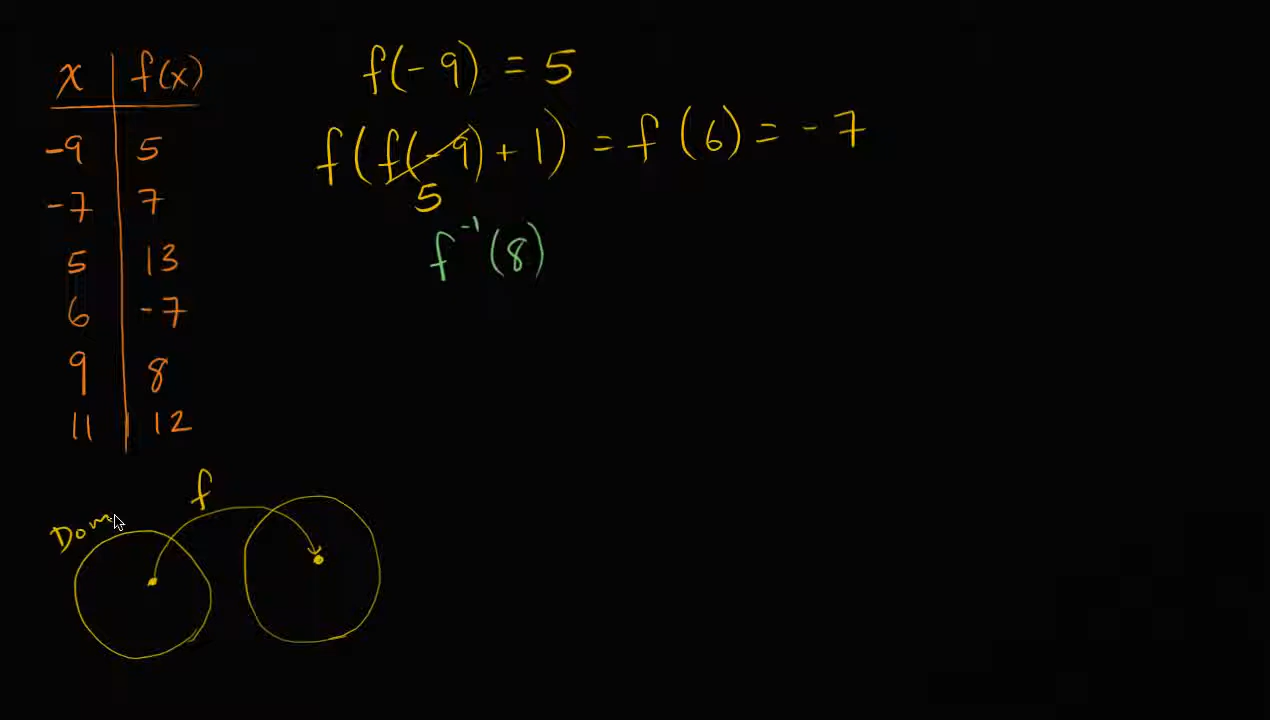 x f(x)
-9 5
-7 7
5 13
6 -7
9 8
11 12
f(-9) = 5
f(f(-9) + 1) = f(6) = -7
5
f⁻¹(8)
f
Dom